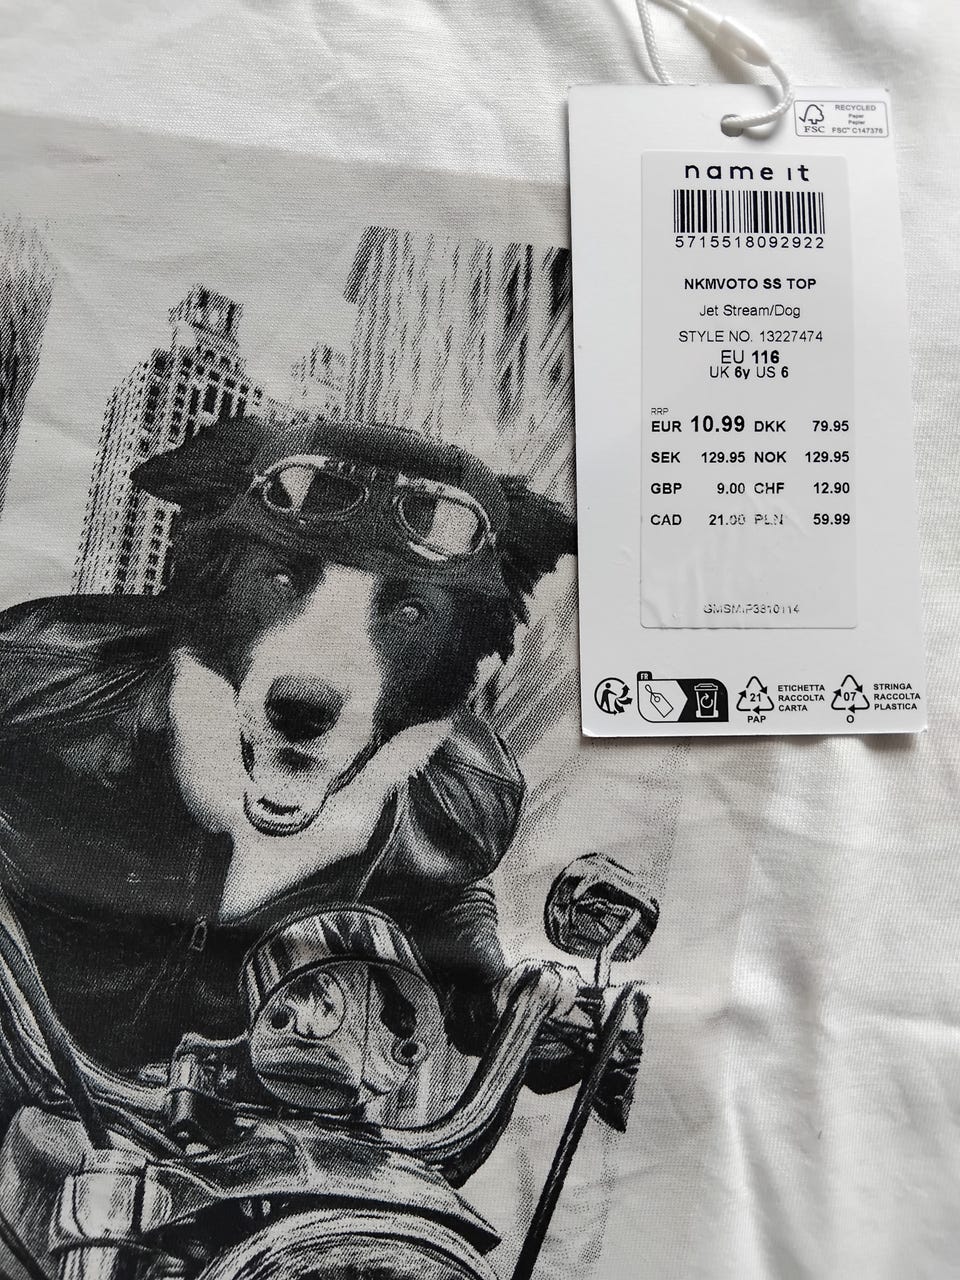 FSC
RECYCLED
Paper
Papier
FSC™ C147376
name it
5715518092922
NKMVOTO SS TOP
Jet Stream/Dog
STYLE NO. 13227474
EU 116
UK 6y US 6
RRP
EUR 10.99 DKK 79.95
SEK 129.95 NOK 129.95
GBP 9.00 CHF 12.90
CAD 21.00 PLN 59.99
FR
21
PAP
ETICHETTA
RACCOLTA
CARTA
07
O
STRINGA
RACCOLTA
PLASTICA